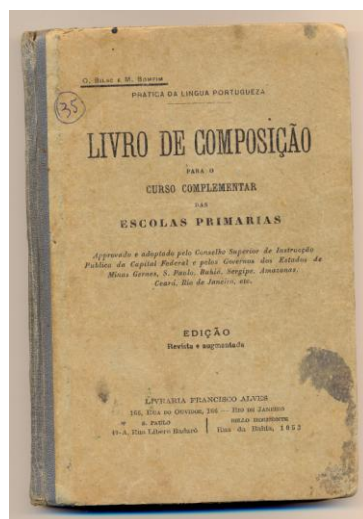 O. BILAC & M. BOMFIM
PRATICA DA LINGUA PORTUGUEZA
35
LIVRO DE COMPOSIÇÃO
PARA O
CURSO COMPLEMENTAR
DAS
ESCOLAS PRIMARIAS
Approvado e adoptado pelo Conselho Superior de Instrucção
Publica da Capital Federal e pelos Governos dos Estados de
Minas Geraes, S. Paulo, Bahia, Sergipe, Amazonas,
Ceará, Rio de Janeiro, etc.
EDIÇÃO
Revista e augmentada
LIVRARIA FRANCISCO ALVES
166, RUA DO OUVIDOR, 166 — RIO DE JANEIRO
S. PAULO
BELLO HORIZONTE
Rua Libero Badaró
Rua da Bahia,